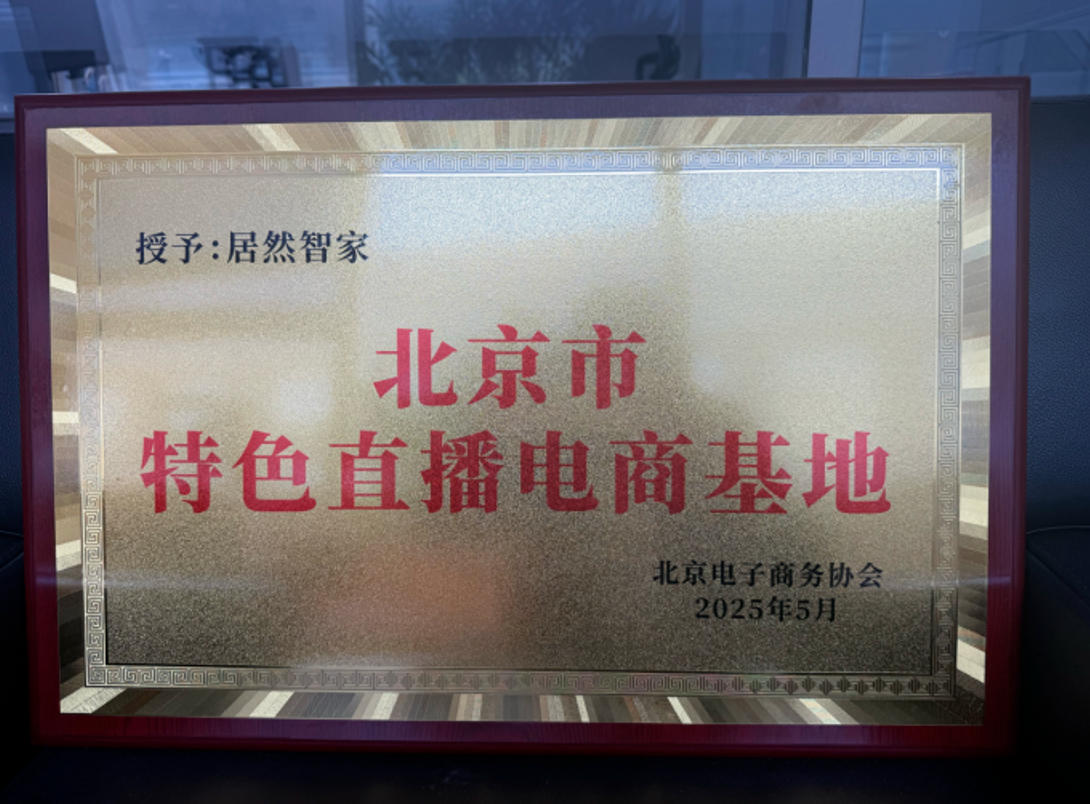 授予:居然智家
北京市
特色直播电商基地
北京电子商务协会
2025年5月